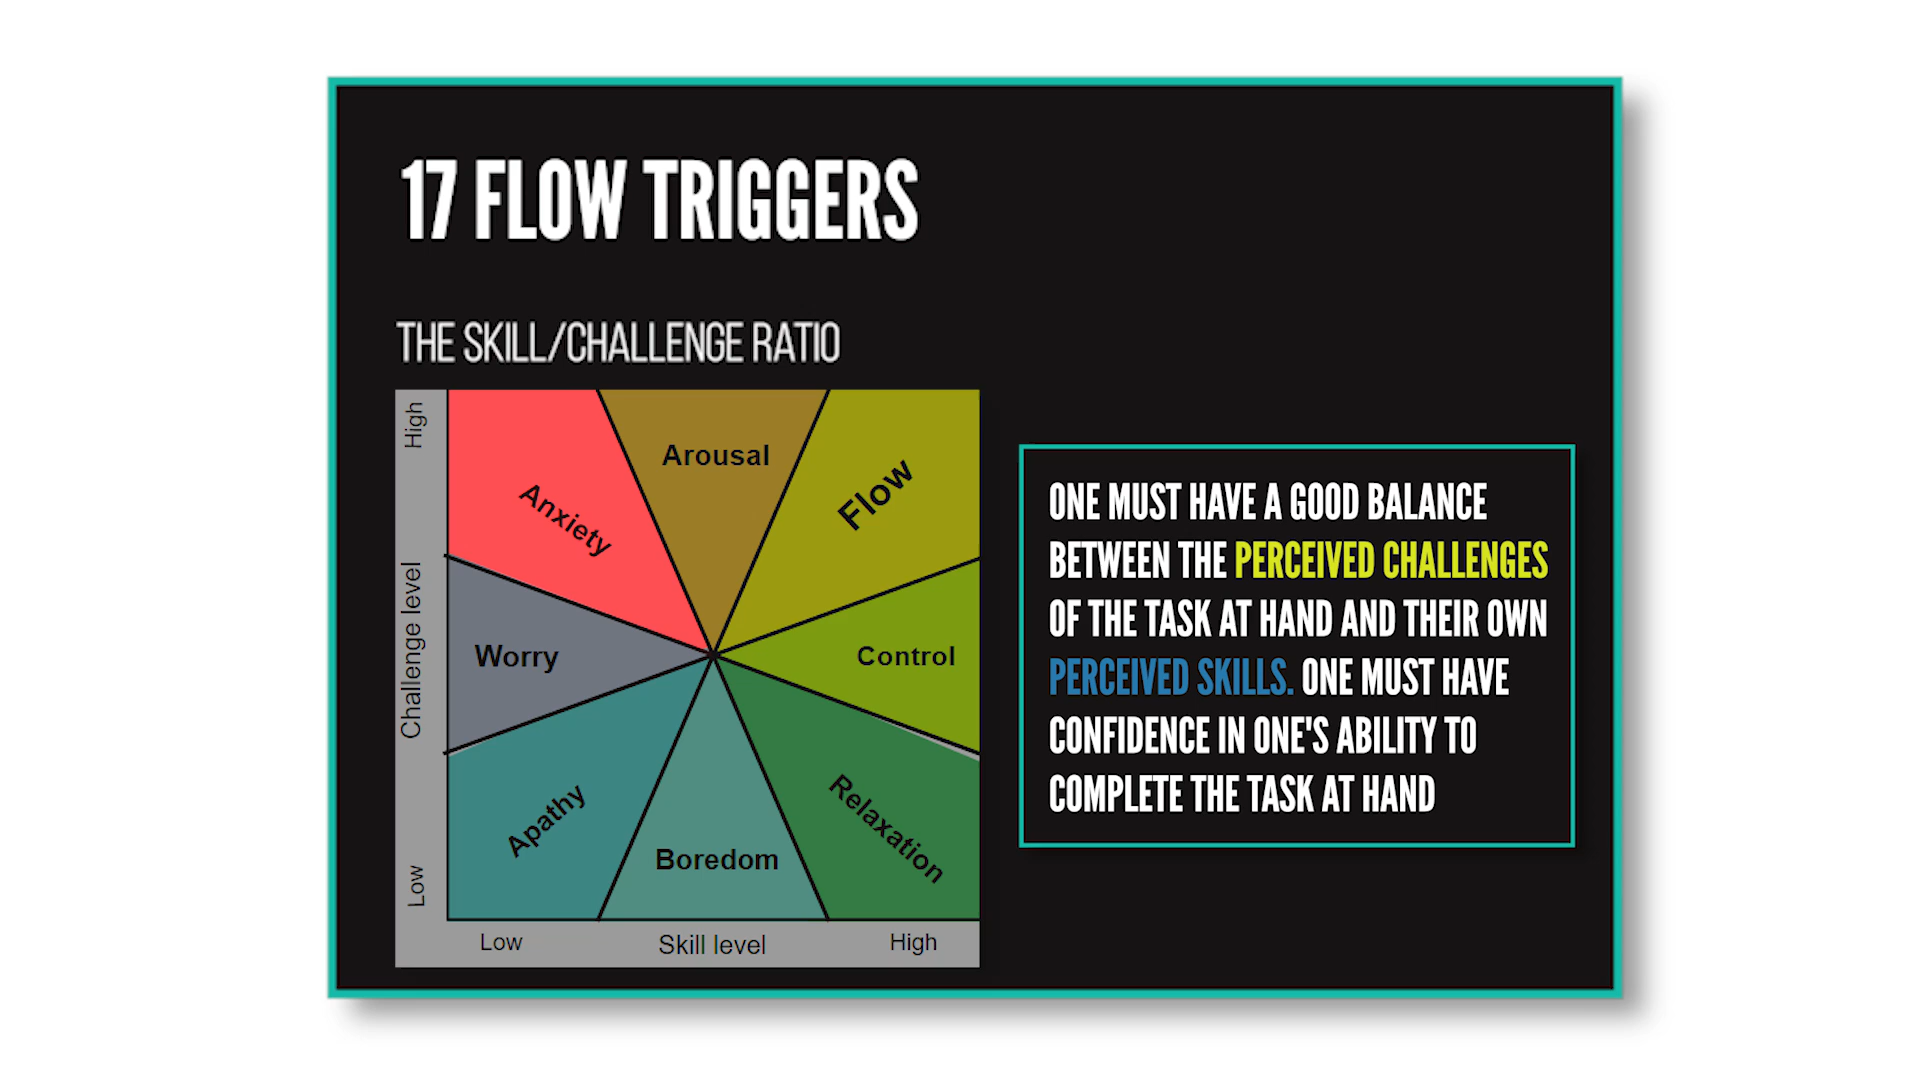 17 FLOW TRIGGERS
THE SKILL/CHALLENGE RATIO
High
Challenge level
Low
Anxiety
Arousal
Flow
Worry
Control
Apathy
Boredom
Relaxation
Low
Skill level
High
ONE MUST HAVE A GOOD BALANCE
BETWEEN THE PERCEIVED CHALLENGES
OF THE TASK AT HAND AND THEIR OWN
PERCEIVED SKILLS. ONE MUST HAVE
CONFIDENCE IN ONE'S ABILITY TO
COMPLETE THE TASK AT HAND